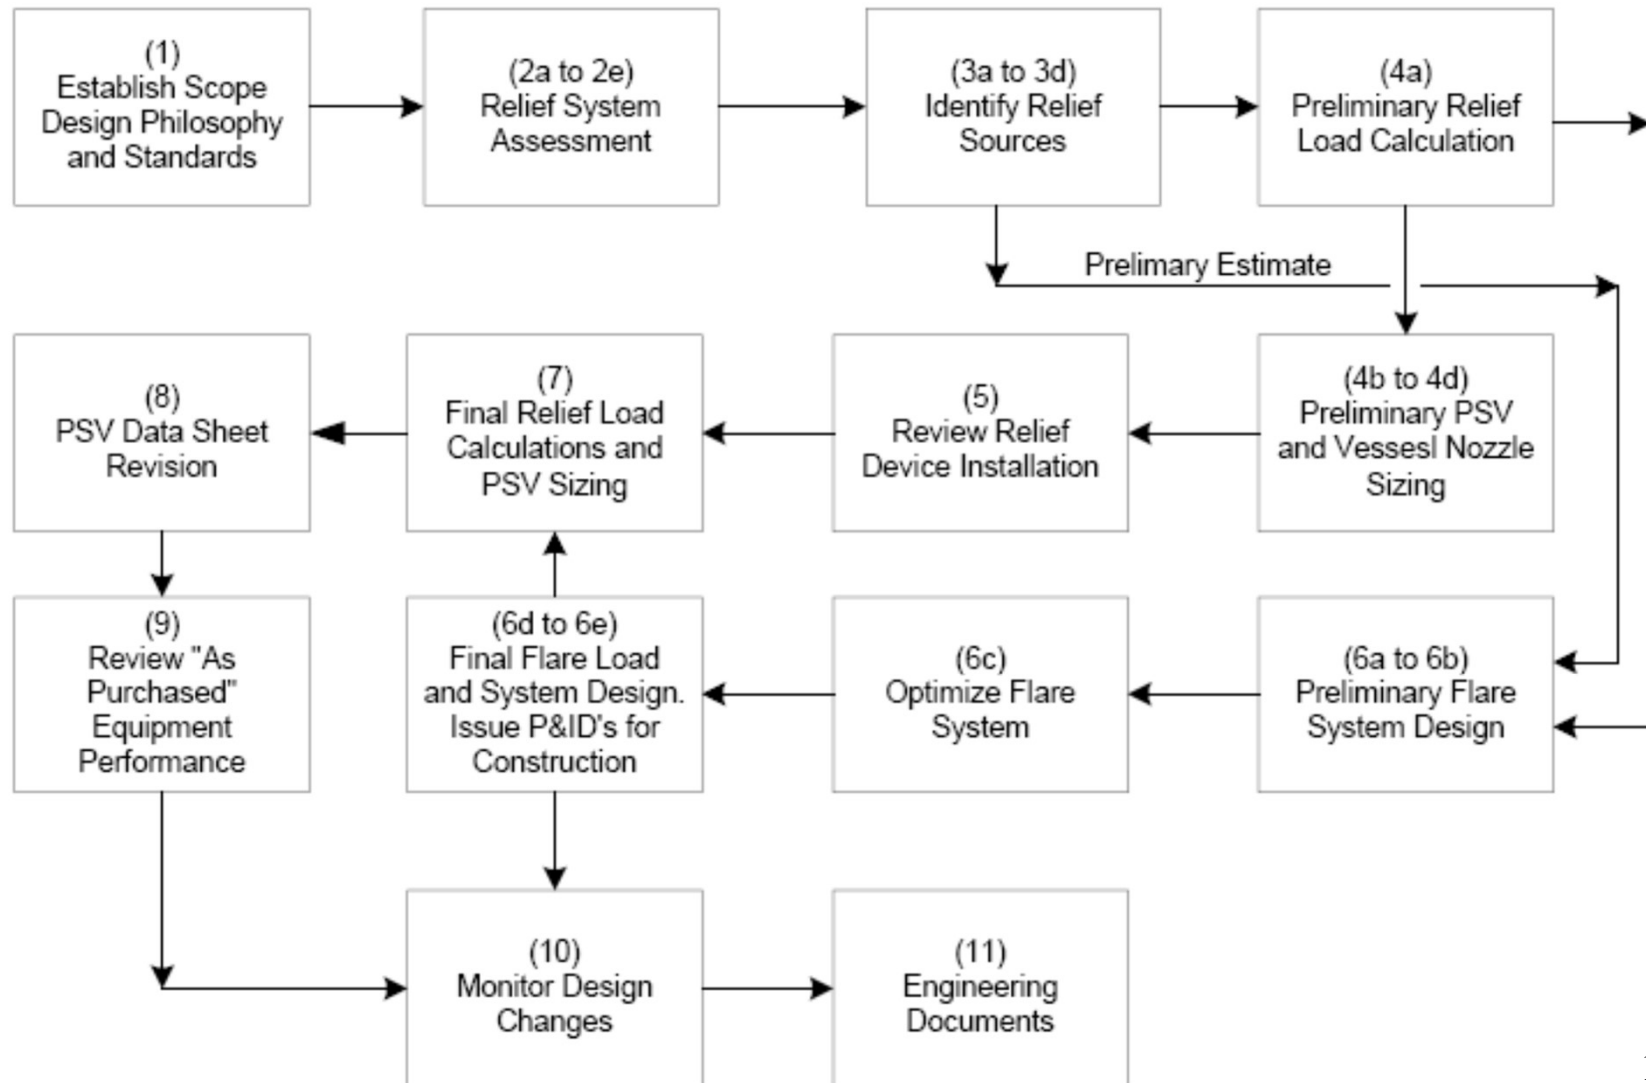 (1)
Establish Scope
Design Philosophy
and Standards
(2a to 2e)
Relief System
Assessment
(3a to 3d)
Identify Relief
Sources
(4a)
Preliminary Relief
Load Calculation
Prelimary Estimate
(8)
PSV Data Sheet
Revision
(7)
Final Relief Load
Calculations and
PSV Sizing
(5)
Review Relief
Device Installation
(4b to 4d)
Preliminary PSV
and Vessesl Nozzle
Sizing
(9)
Review "As
Purchased"
Equipment
Performance
(6d to 6e)
Final Flare Load
and System Design.
Issue P&ID's for
Construction
(6c)
Optimize Flare
System
(6a to 6b)
Preliminary Flare
System Design
(10)
Monitor Design
Changes
(11)
Engineering
Documents